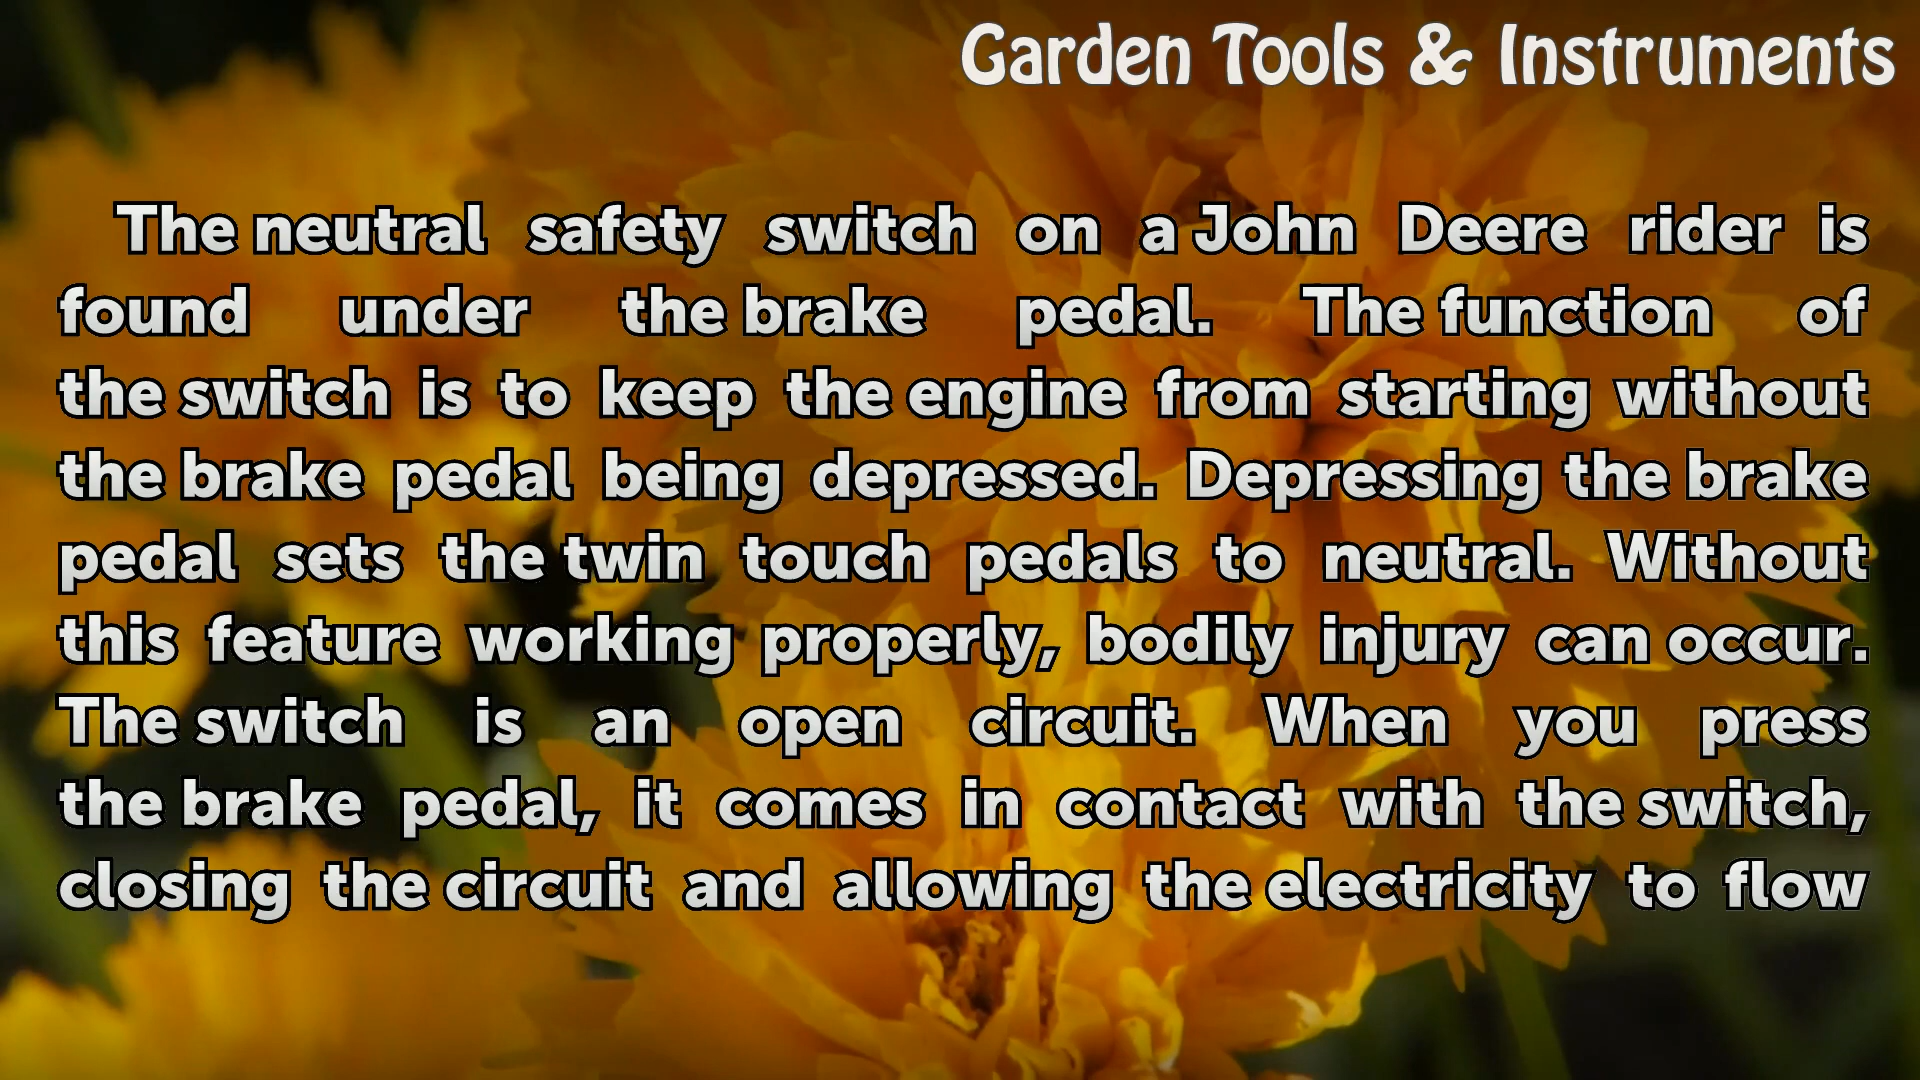 Garden Tools & Instruments
The neutral safety switch on a John Deere rider is
found under the brake pedal. The function of
the switch is to keep the engine from starting without
the brake pedal being depressed. Depressing the brake
pedal sets the twin touch pedals to neutral. Without
this feature working properly, bodily injury can occur.
The switch is an open circuit. When you press
the brake pedal, it comes in contact with the switch,
closing the circuit and allowing the electricity to flow